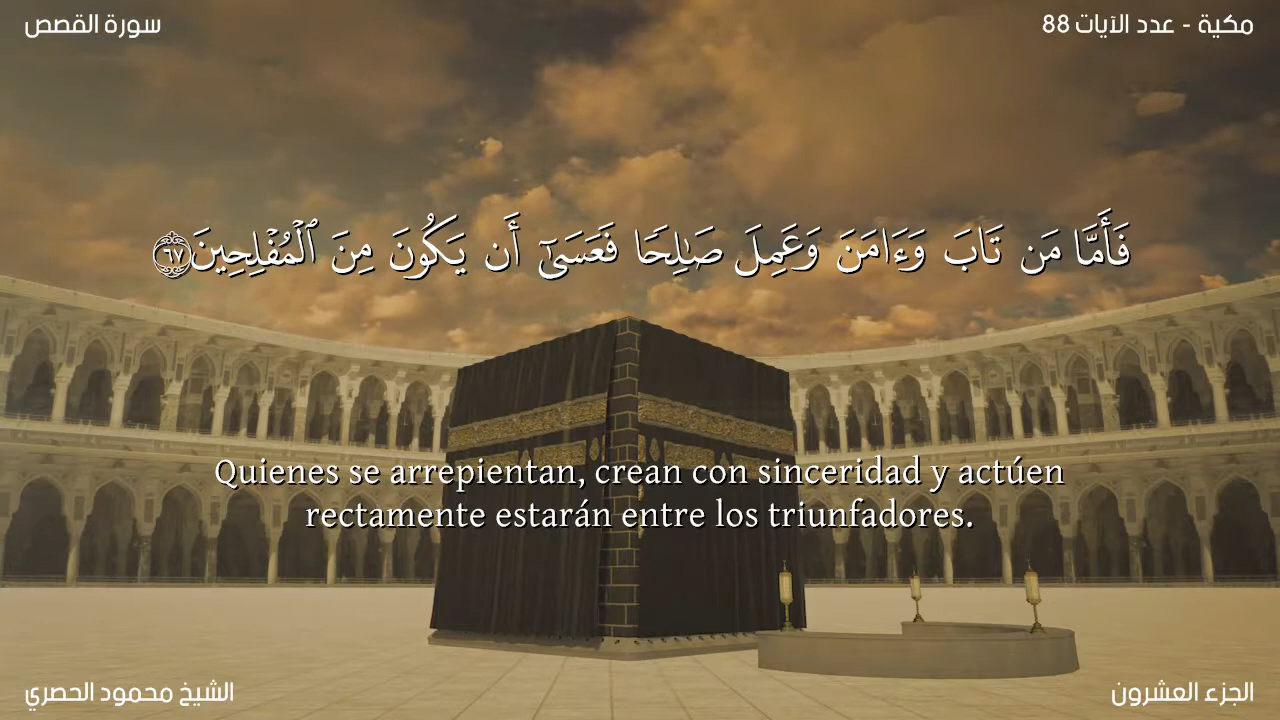 سورة القصص
مكية - عدد الآيات 88
فَأَمَّا مَن تَابَ وَءَامَنَ وَعَمِلَ صَٰلِحًا فَعَسَىٰٓ أَن يَكُونَ مِنَ ٱلْمُفْلِحِينَ ٦٧
Quienes se arrepientan, crean con sinceridad y actúen
rectamente estarán entre los triunfadores.
الشيخ محمود الحصري
الجزء العشرون